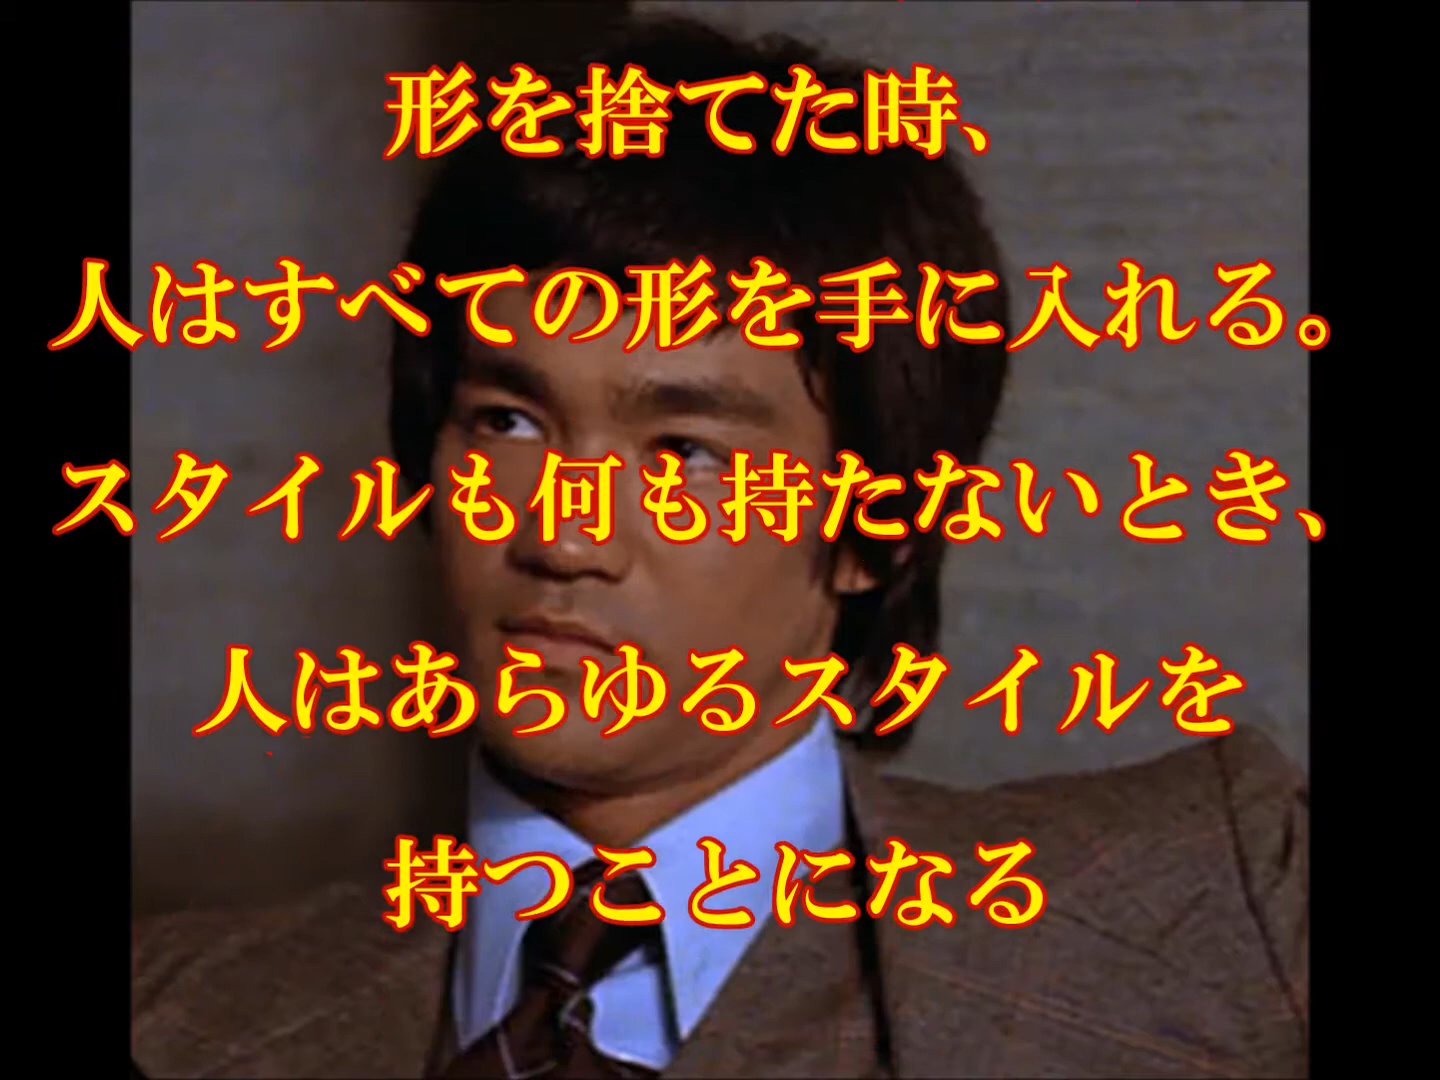 形を捨てた時、
人はすべての形を手に入れる。
スタイルも何も持たないとき、
人はあらゆるスタイルを
持つことになる